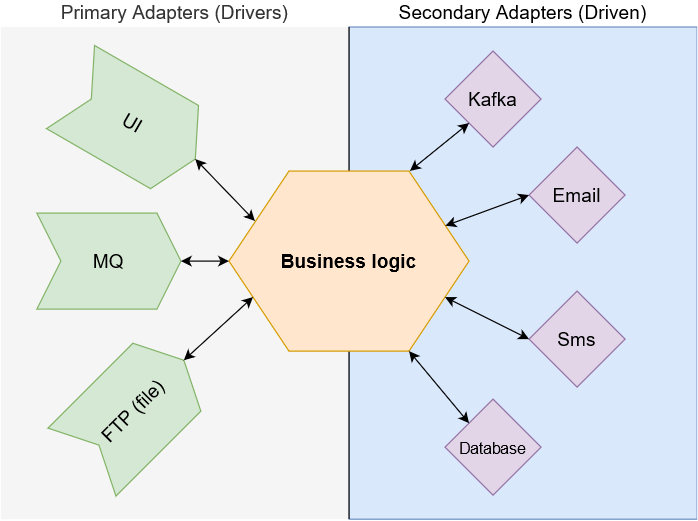 Primary Adapters (Drivers)
Secondary Adapters (Driven)
UI
MQ
FTP (file)
Business logic
Kafka
Email
Sms
Database